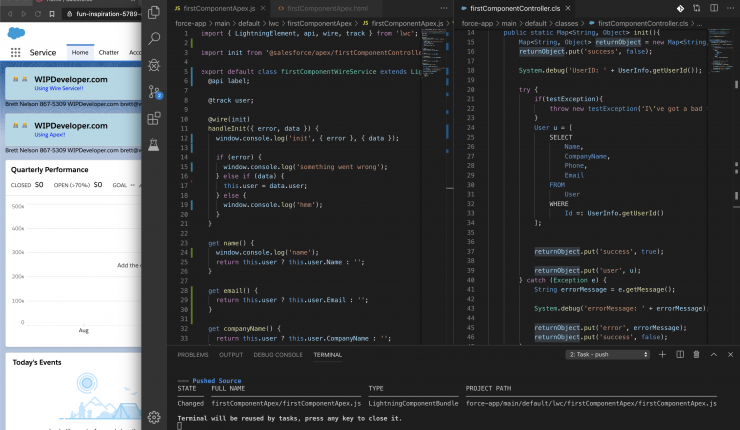 fun-inspiration-5789-
Service
Home
Chatter
WIPDeveloper.com
Using Wire Service!!
Brett Nelson 867-5309 WIPDeveloper.com brett@w
WIPDeveloper.com
Using Apex!!
Brett Nelson 867-5309 WIPDeveloper.com brett@w
Quarterly Performance
CLOSED $0 OPEN (>70%) $0 GOAL --
500k
400k
300k
200k
100k
0
Add the
Aug
Today's Events
2
JS firstComponentApex.js
<> firstComponentApex.html
force-app > main > default > lwc > firstComponentApex > JS firstComponentApex.js > ...
1 import { LightningElement, api, wire, track } from 'lwc';
2
3 import init from '@salesforce/apex/firstComponentControll
4
5 export default class firstComponentWireService extends Lig
6 @api label;
7
8 @track user;
9
10 @wire(init)
11 handleInit({ error, data }) {
12 window.console.log('init', { error }, { data });
13
14 if (error) {
15 window.console.log('something went wrong');
16 } else if (data) {
17 this.user = data.user;
18 } else {
19 window.console.log('hem');
20 }
21 }
22
23 get name() {
24 window.console.log('name');
25 return this.user ? this.user.Name : '';
26 }
27
28 get email() {
29 return this.user ? this.user.Email : '';
30 }
31
32 get companyName() {
33 return this.user ? this.user.CompanyName : '';
firstComponentController.cls
force-app > main > default > classes > firstComponentController.cls
14 public static Map<String, Object> init(){
15 Map<String, Object> returnObject = new Map<String,
16 returnObject.put('success', false);
17
18 System.debug('UserID: ' + UserInfo.getUserId());
19
20 try {
21 if(testException){
22 throw new testException('I\'ve got a bad
23 }
24 User u = [
25 SELECT
26 Name,
27 CompanyName,
28 Phone,
29 Email
30 FROM
31 User
32 WHERE
33 Id =: UserInfo.getUserId()
34 ];
35
36
37 returnObject.put('success', true);
38
39 returnObject.put('user', u);
40 } catch (Exception e) {
41 String errorMessage = e.getMessage();
42
43 System.debug('errorMessage: ' + errorMessage);
44
45 returnObject.put('error', errorMessage);
46 returnObject.put('success', false);
PROBLEMS OUTPUT DEBUG CONSOLE TERMINAL
2: Task - push
=== Pushed Source
STATE FULL NAME TYPE PROJECT PATH
Changed firstComponentApex/firstComponentApex.js LightningComponentBundle force-app/main/default/lwc/firstComponentApex/firstComponentApex.js
Terminal will be reused by tasks, press any key to close it.